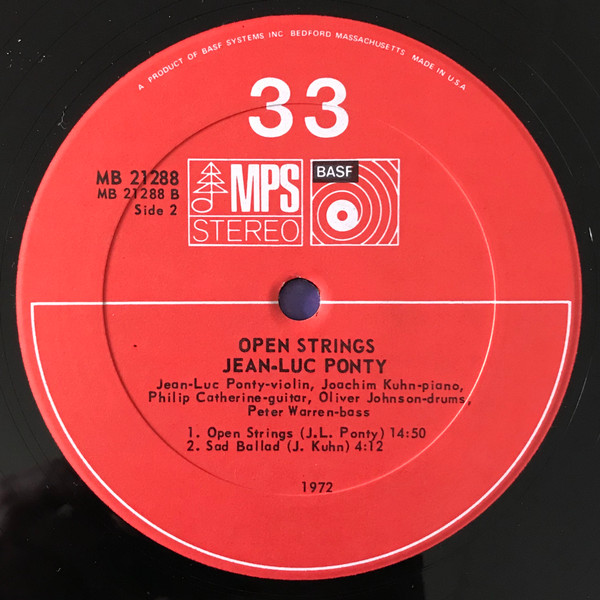 A PRODUCT OF BASF SYSTEMS INC BEDFORD MASSACHUSETTS MADE IN U.S.A
33
MB 21288
MB 21288 B
Side 2
MPS
STEREO
BASF
OPEN STRINGS
JEAN-LUC PONTY
Jean-Luc Ponty-violin, Joachim Kuhn-piano,
Philip Catherine-guitar, Oliver Johnson-drums,
Peter Warren-bass
1. Open Strings (J.L. Ponty) 14:50
2. Sad Ballad (J. Kuhn) 4:12
1972